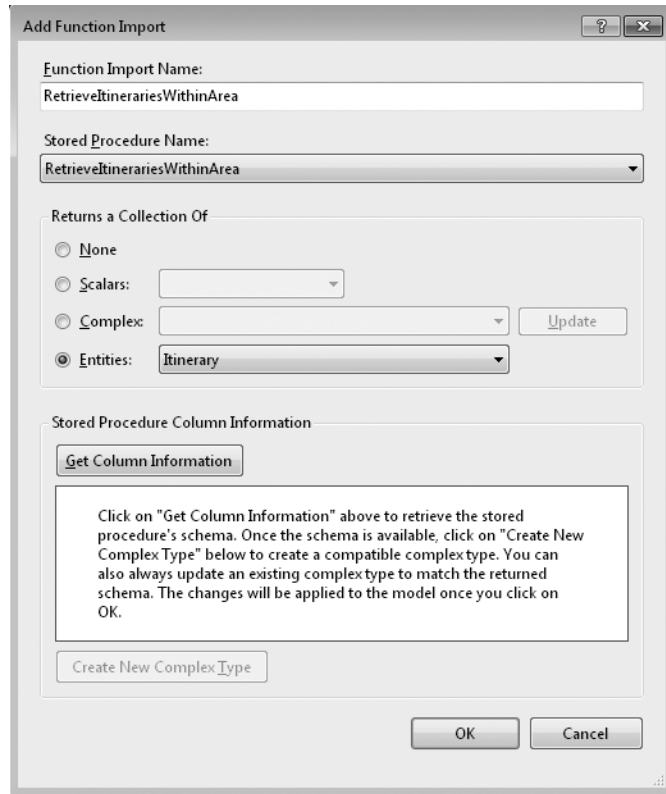 Add Function Import
?
Function Import Name:
RetrieveItinerariesWithinArea
Stored Procedure Name:
RetrieveItinerariesWithinArea
Returns a Collection Of
None
Scalars:
Complex:
Update
Entities:
Itinerary
Stored Procedure Column Information
Get Column Information
Click on "Get Column Information" above to retrieve the stored
procedure's schema. Once the schema is available, click on "Create New
Complex Type" below to create a compatible complex type. You can
also always update an existing complex type to match the returned
schema. The changes will be applied to the model once you click on
OK.
Create New Complex Type
OK Cancel